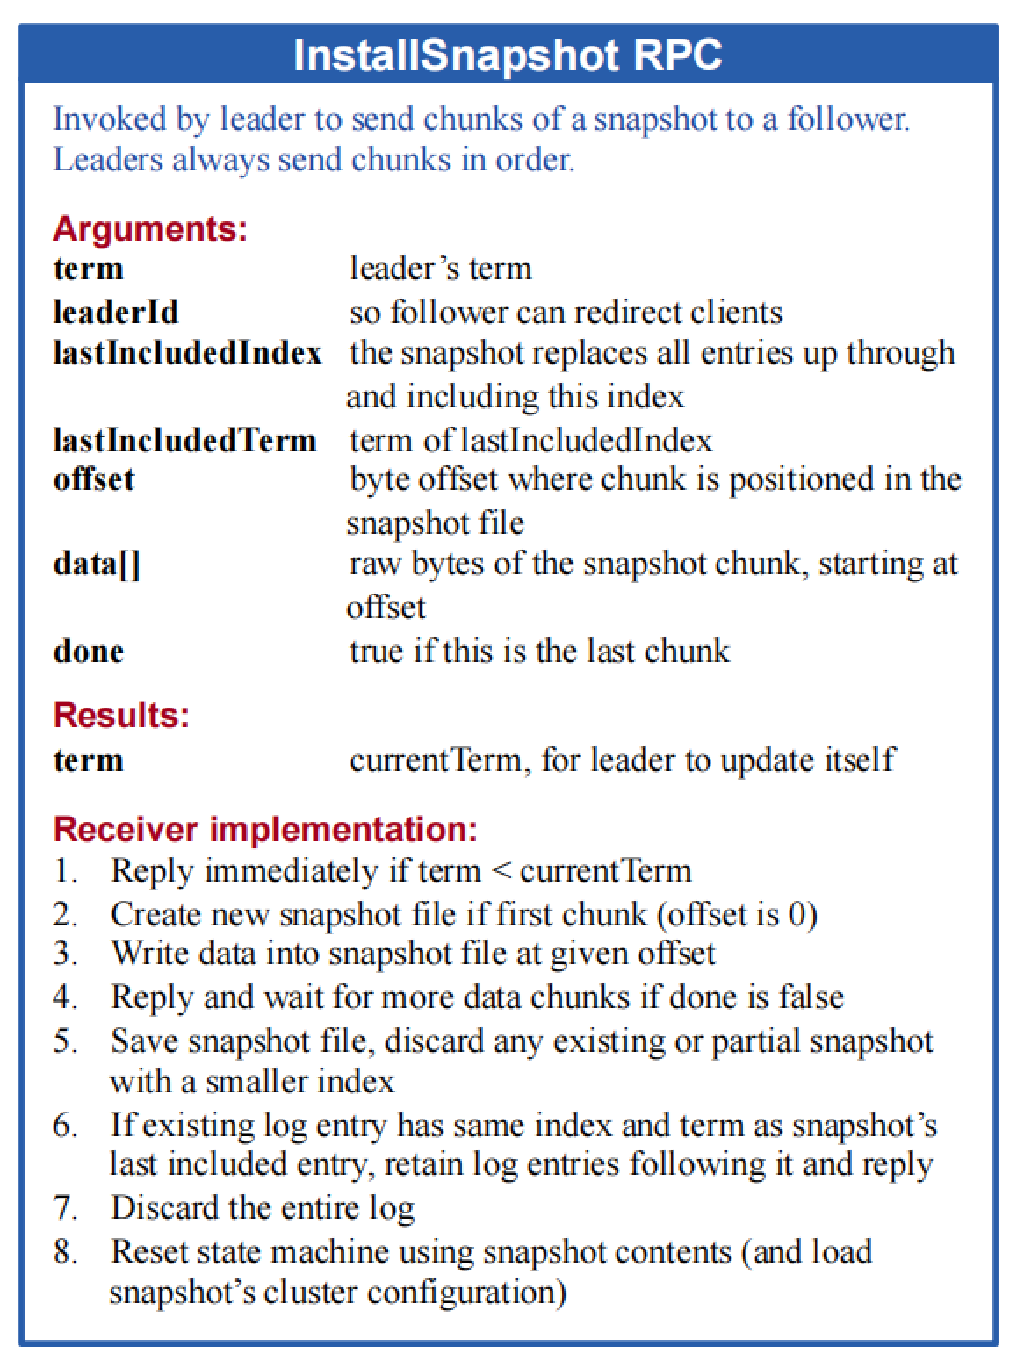 InstallSnapshot RPC
Invoked by leader to send chunks of a snapshot to a follower.
Leaders always send chunks in order.
Arguments:
term leader's term
leaderId so follower can redirect clients
lastIncludedIndex the snapshot replaces all entries up through
and including this index
lastIncludedTerm term of lastIncludedIndex
offset byte offset where chunk is positioned in the
snapshot file
data[] raw bytes of the snapshot chunk, starting at
offset
done true if this is the last chunk
Results:
term currentTerm, for leader to update itself
Receiver implementation:
1. Reply immediately if term < currentTerm
2. Create new snapshot file if first chunk (offset is 0)
3. Write data into snapshot file at given offset
4. Reply and wait for more data chunks if done is false
5. Save snapshot file, discard any existing or partial snapshot
with a smaller index
6. If existing log entry has same index and term as snapshot's
last included entry, retain log entries following it and reply
7. Discard the entire log
8. Reset state machine using snapshot contents (and load
snapshot's cluster configuration)